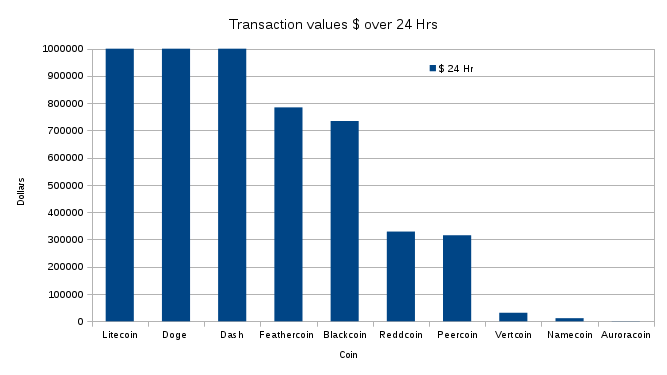 Transaction values $ over 24 Hrs
$ 24 Hr
1000000
900000
800000
700000
600000
500000
400000
300000
200000
100000
0
Dollars
Litecoin Doge Dash Feathercoin Blackcoin Reddcoin Peercoin Vertcoin Namecoin Auroracoin
Coin